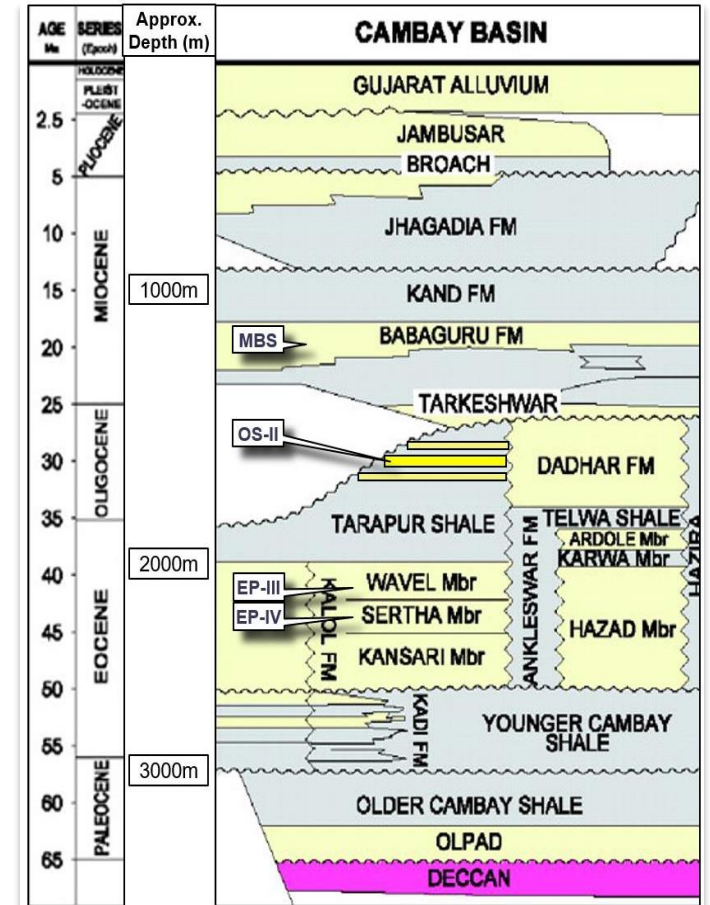 AGE
Ma
SERIES
(Epoch)
Approx.
Depth (m)
CAMBAY BASIN
HOLOCENE
PLEIST
-OCENE
PLIOCENE
MIOCENE
OLIGOCENE
EOCENE
PALEOCENE
2.5
5
10
15
20
25
30
35
40
45
50
55
60
65
1000m
2000m
3000m
GUJARAT ALLUVIUM
JAMBUSAR
BROACH
JHAGADIA FM
KAND FM
MBS
BABAGURU FM
TARKESHWAR
OS-II
DADHAR FM
TARAPUR SHALE
ANKLESWAR FM
TELWA SHALE
ARDOLE Mbr
KARWA Mbr
HAZIRA
EP-III
EP-IV
KALOL FM
WAVEL Mbr
SERTHA Mbr
KANSARI Mbr
HAZAD Mbr
KADI FM
YOUNGER CAMBAY
SHALE
OLDER CAMBAY SHALE
OLPAD
DECCAN